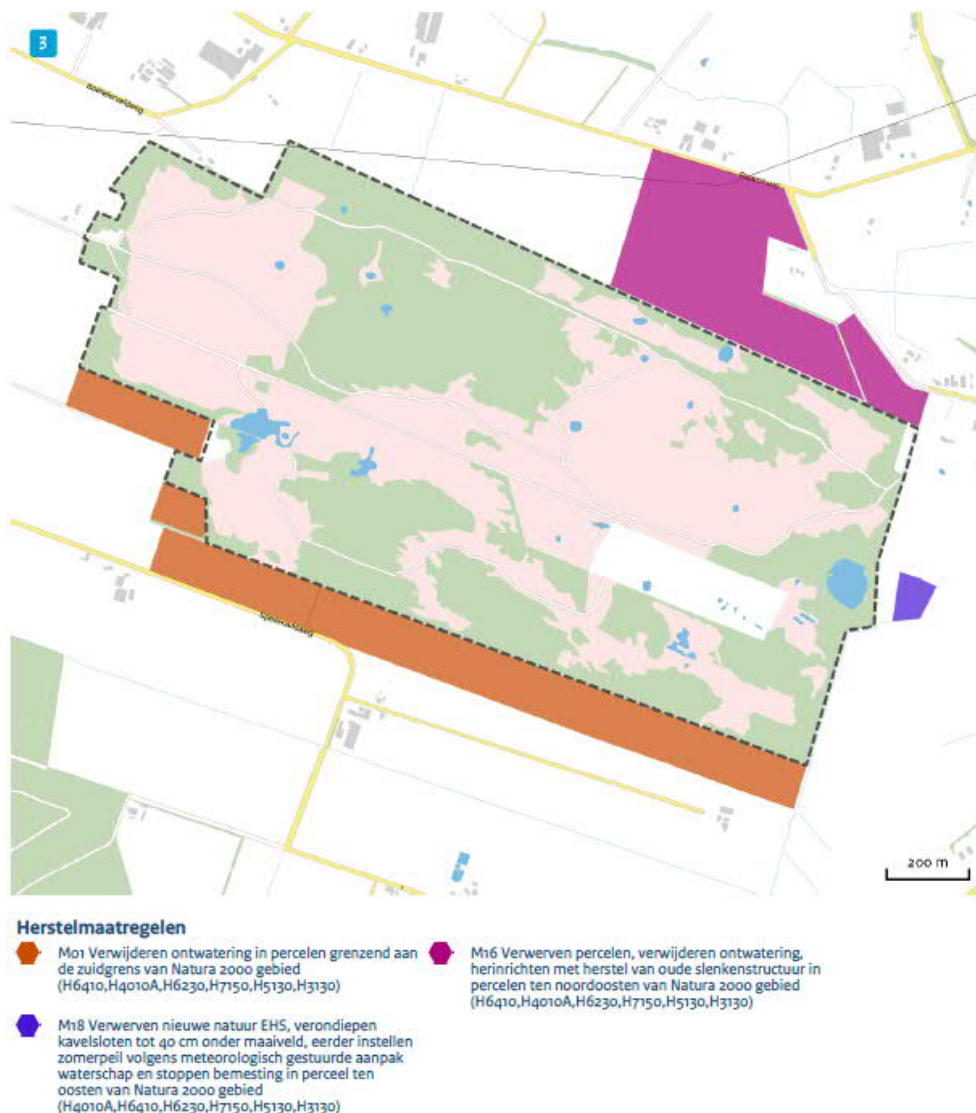 3
200 m
Herstelmaatregelen
M01 Verwijderen ontwatering in percelen grenzend aan
de zuidgrens van Natura 2000 gebied
(H6410,H4010A,H6230,H7150,H5130,H3130)
M18 Verwerven nieuwe natuur EHS, verondiepen
kavelsloten tot 40 cm onder maaiveld, eerder instellen
zomerpeil volgens meteorologisch gestuurde aanpak
waterschap en stoppen bemesting in perceel ten
oosten van Natura 2000 gebied
(H4010A,H6410,H6230,H7150,H5130,H3130)
M16 Verwerven percelen, verwijderen ontwatering,
herinrichten met herstel van oude slenkenstructuur in
percelen ten noordoosten van Natura 2000 gebied
(H6410,H4010A,H6230,H7150,H5130,H3130)